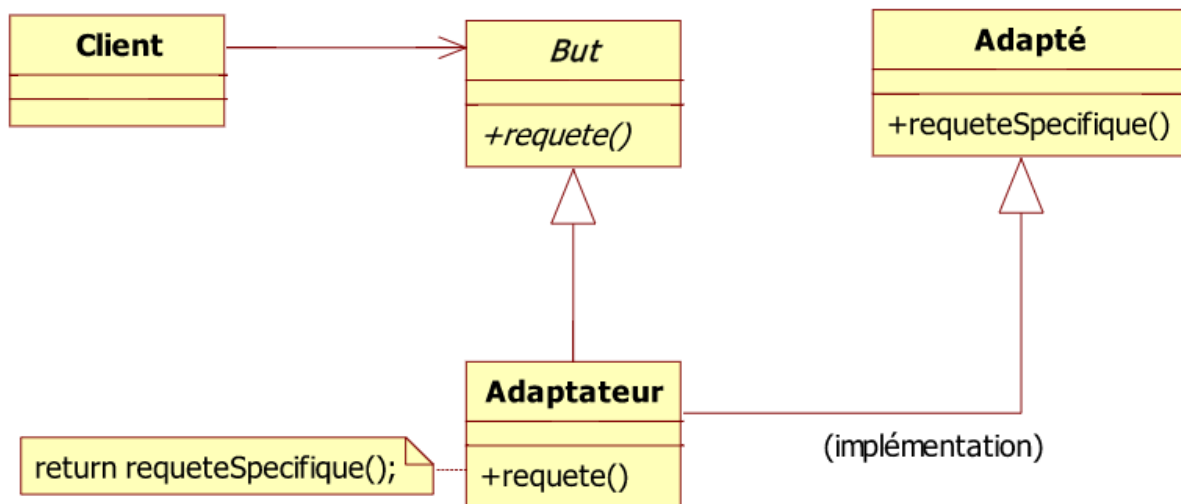 Client
But
+requete()
Adapté
+requeteSpecifique()
Adaptateur
+requete()
(implémentation)
return requeteSpecifique();